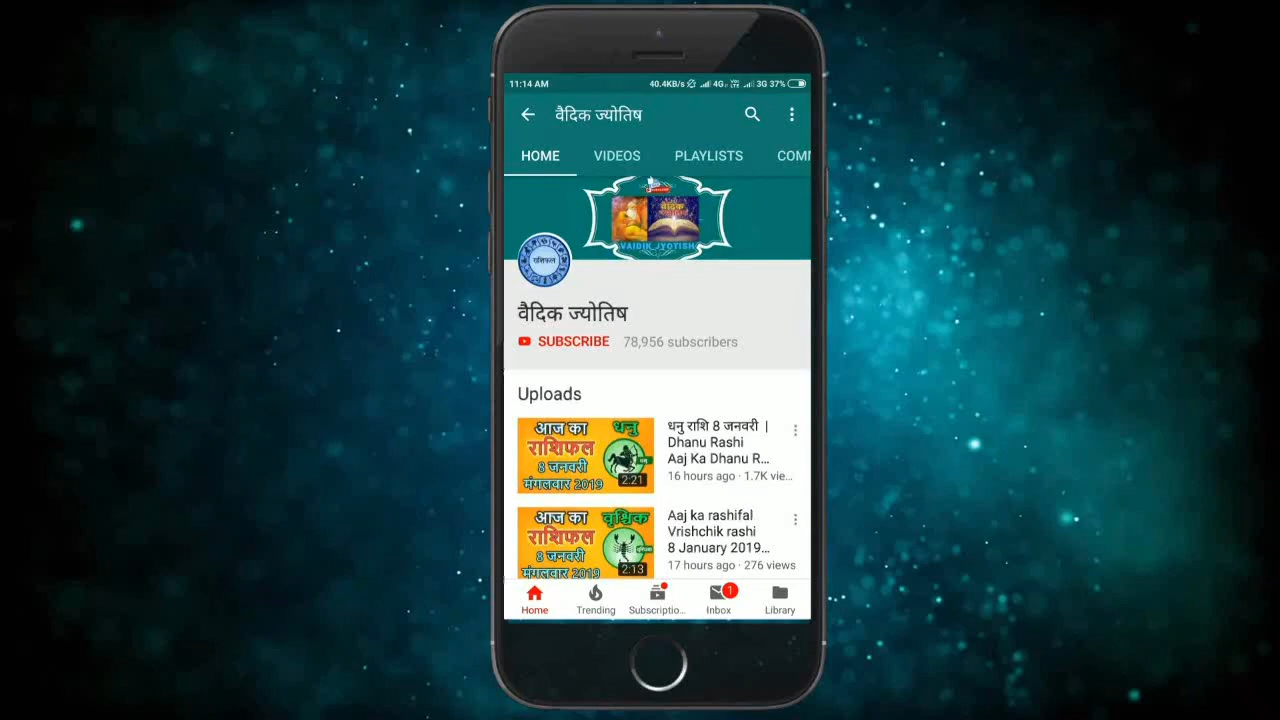 11:14 AM
40.4KB/s 4G VoLTE 3G 37%
वैदिक ज्योतिष
HOME VIDEOS PLAYLISTS COMM
वैदिक
VAIDIK JYOTISH
राशिफल
वैदिक ज्योतिष
SUBSCRIBE 78,956 subscribers
Uploads
आज का धनु
राशिफल
8 जनवरी
मंगलवार 2019
2:21
धनु राशि 8 जनवरी |
Dhanu Rashi
Aaj Ka Dhanu R...
16 hours ago · 1.7K vie...
आज का वृश्चिक
राशिफल
8 जनवरी
मंगलवार 2019
2:13
Aaj ka rashifal
Vrishchik rashi
8 January 2019...
17 hours ago · 276 views
1
Home Trending Subscriptio... Inbox Library